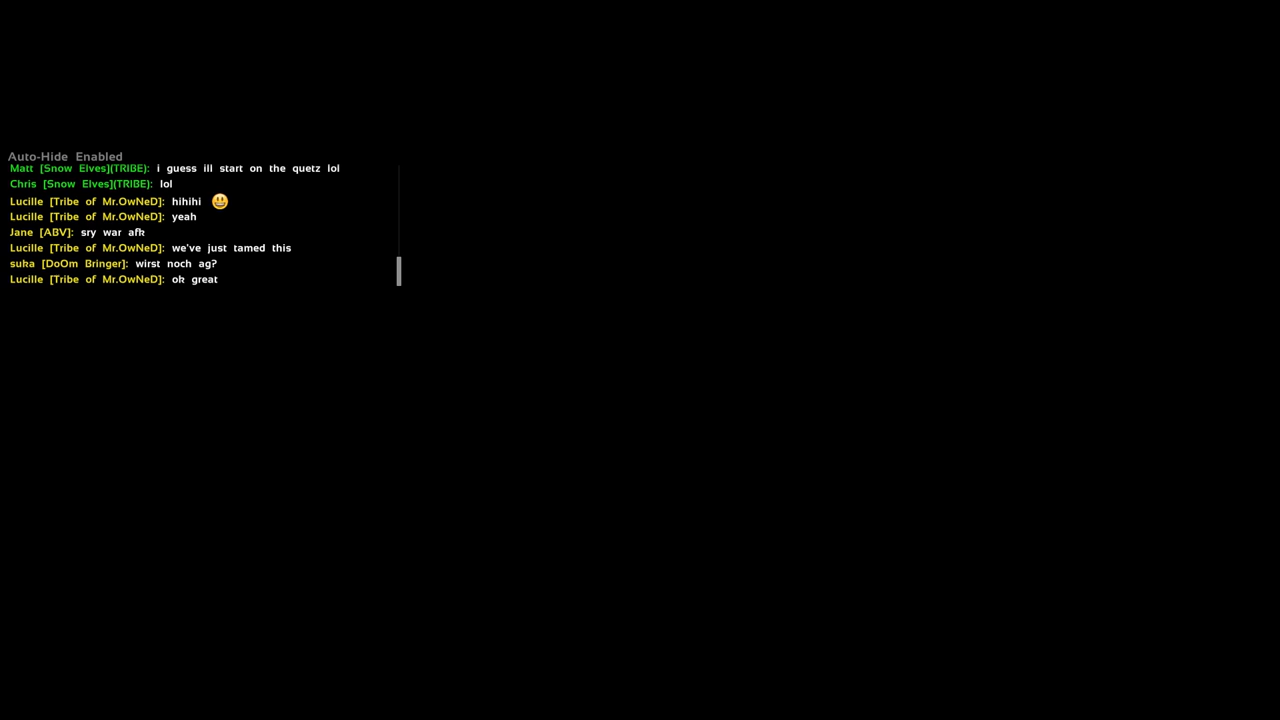 Auto-Hide Enabled
Matt [Snow Elves](TRIBE): i guess ill start on the quetz lol
Chris [Snow Elves](TRIBE): lol
Lucille [Tribe of Mr.OwNeD]: hihihi 😃
Lucille [Tribe of Mr.OwNeD]: yeah
Jane [ABV]: sry war afk
Lucille [Tribe of Mr.OwNeD]: we've just tamed this
suka [DoOm Bringer]: wirst noch ag?
Lucille [Tribe of Mr.OwNeD]: ok great